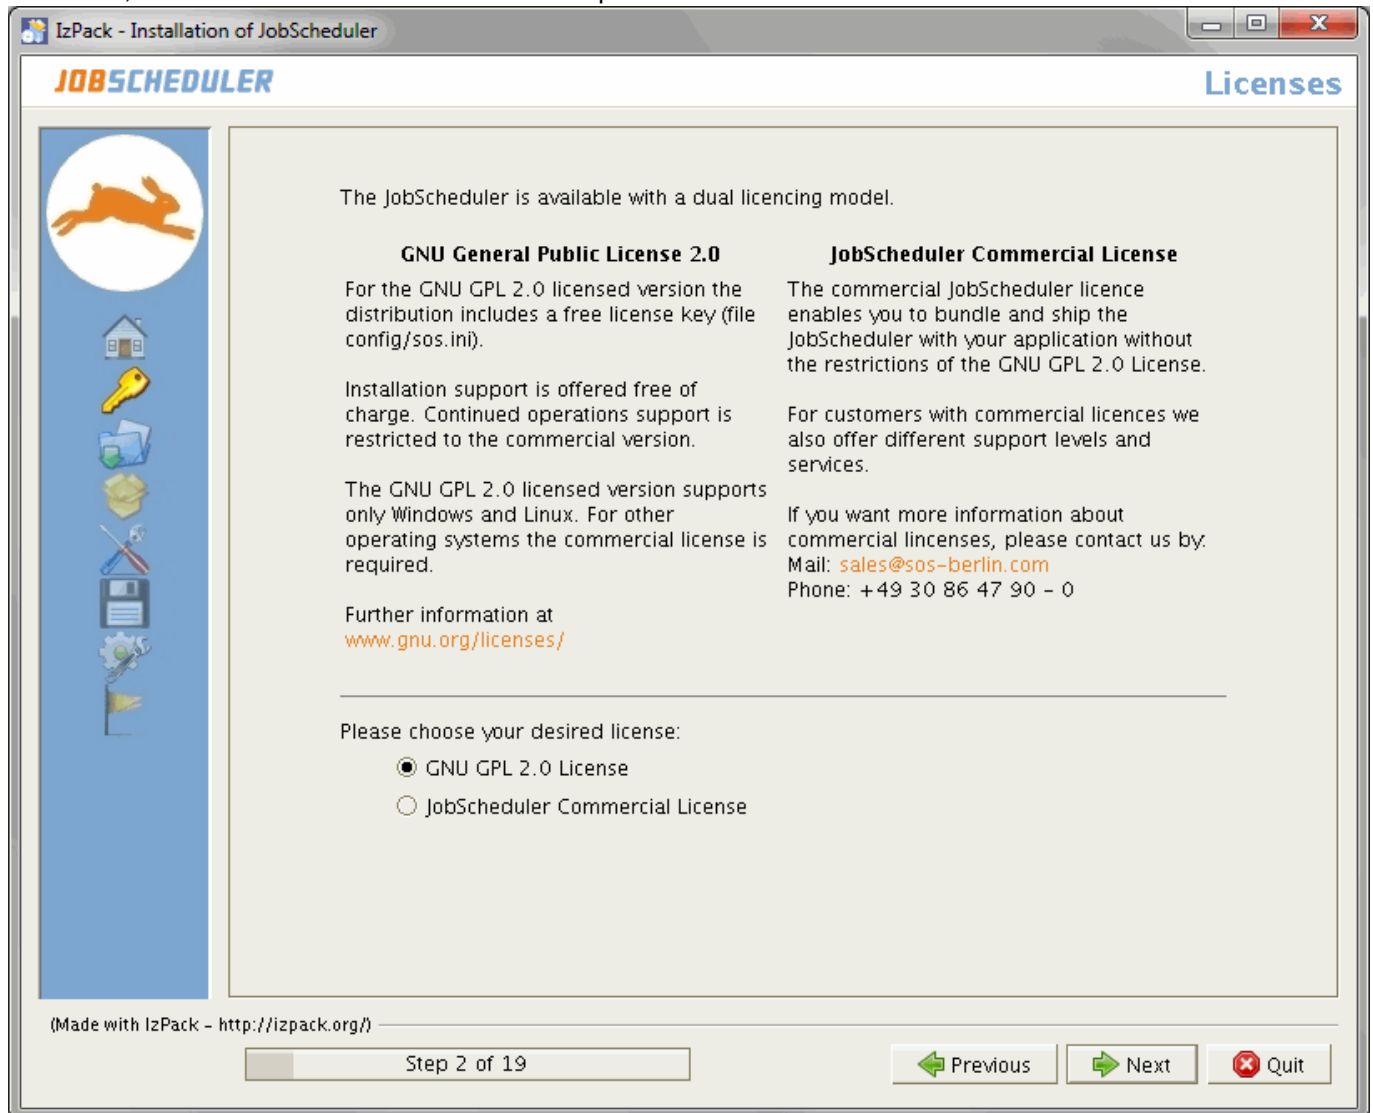 IzPack - Installation of JobScheduler
JOBSCHEDULER
Licenses
The JobScheduler is available with a dual licencing model.
GNU General Public License 2.0
For the GNU GPL 2.0 licensed version the
distribution includes a free license key (file
config/sos.ini).
Installation support is offered free of
charge. Continued operations support is
restricted to the commercial version.
The GNU GPL 2.0 licensed version supports
only Windows and Linux. For other
operating systems the commercial license is
required.
Further information at
www.gnu.org/licenses/
JobScheduler Commercial License
The commercial JobScheduler licence
enables you to bundle and ship the
JobScheduler with your application without
the restrictions of the GNU GPL 2.0 License.
For customers with commercial licences we
also offer different support levels and
services.
If you want more information about
commercial lincenses, please contact us by:
Mail: sales@sos-berlin.com
Phone: +49 30 86 47 90 - 0
Please choose your desired license:
GNU GPL 2.0 License
JobScheduler Commercial License
(Made with IzPack - http://izpack.org/)
Step 2 of 19
Previous
Next
Quit